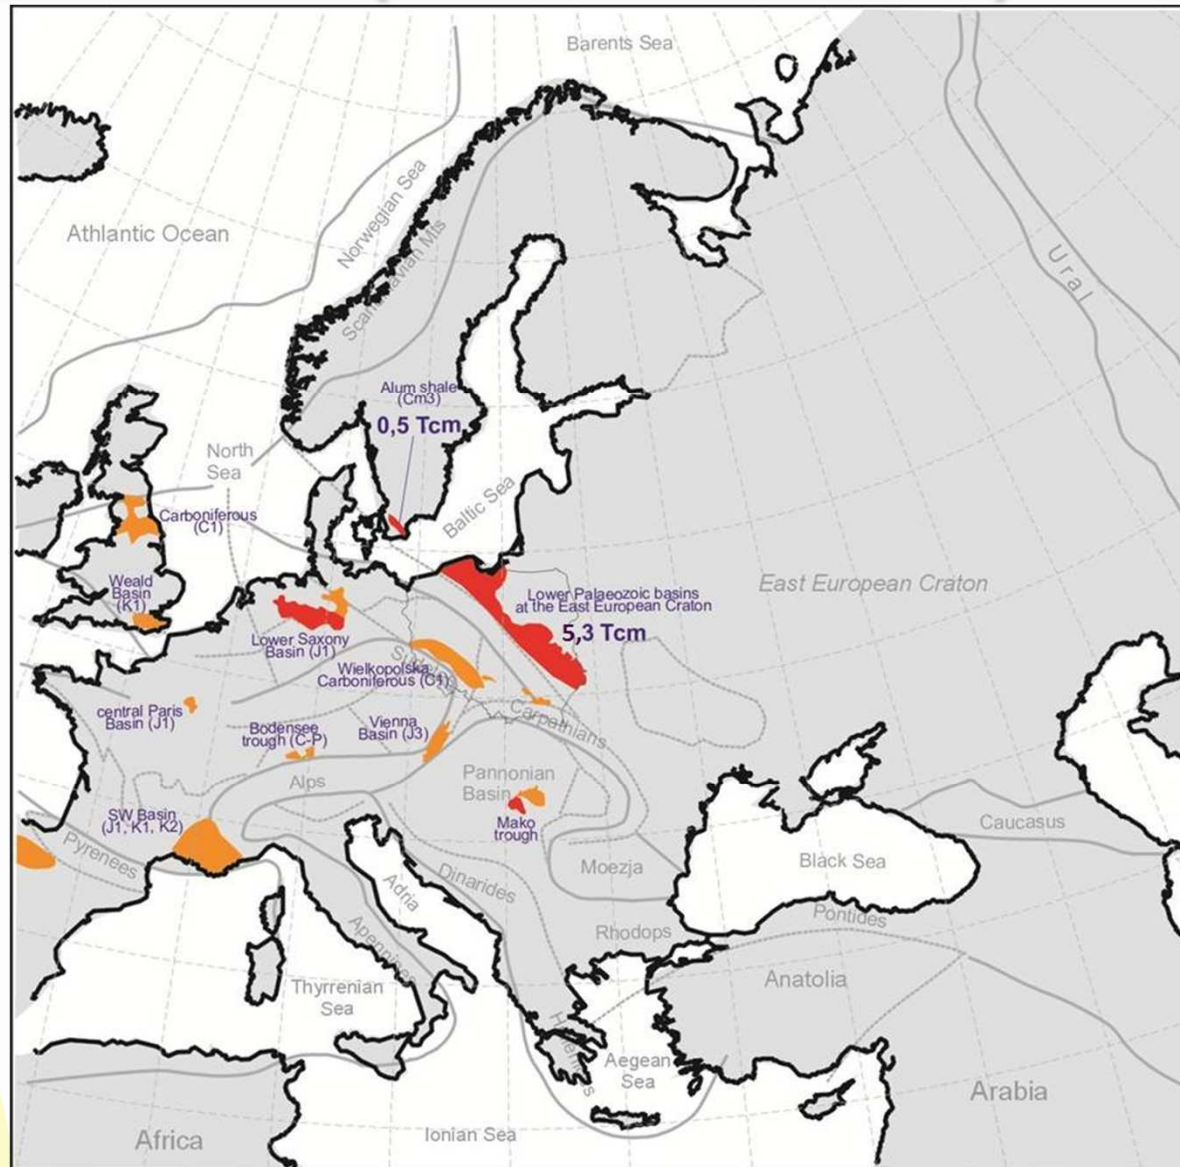 Barents Sea
Norwegian Sea
Athlantic Ocean
Scandinavian Mts
Ural
Alum shale
(Cm3)
0,5 Tcm
North
Sea
Baltic Sea
Carboniferous
(C1)
East European Craton
Weald
Basin
(K1)
Lower Palaeozoic basins
at the East European Craton
5,3 Tcm
Lower Saxony
Basin (J1)
Wielkopolska
Carboniferous (C1)
central Paris
Basin (J1)
Bodensee
trough (C-P)
Vienna
Basin (J3)
Carpathians
Alps
Pannonian
Basin
Mako
trough
SW Basin
(J1, K1, K2)
Pyrenees
Caucasus
Black Sea
Moezja
Dinarides
Adria
Pontides
Rhodops
Apennines
Anatolia
Thyrrenian
Sea
Aegean
Sea
Arabia
Ionian Sea
Africa